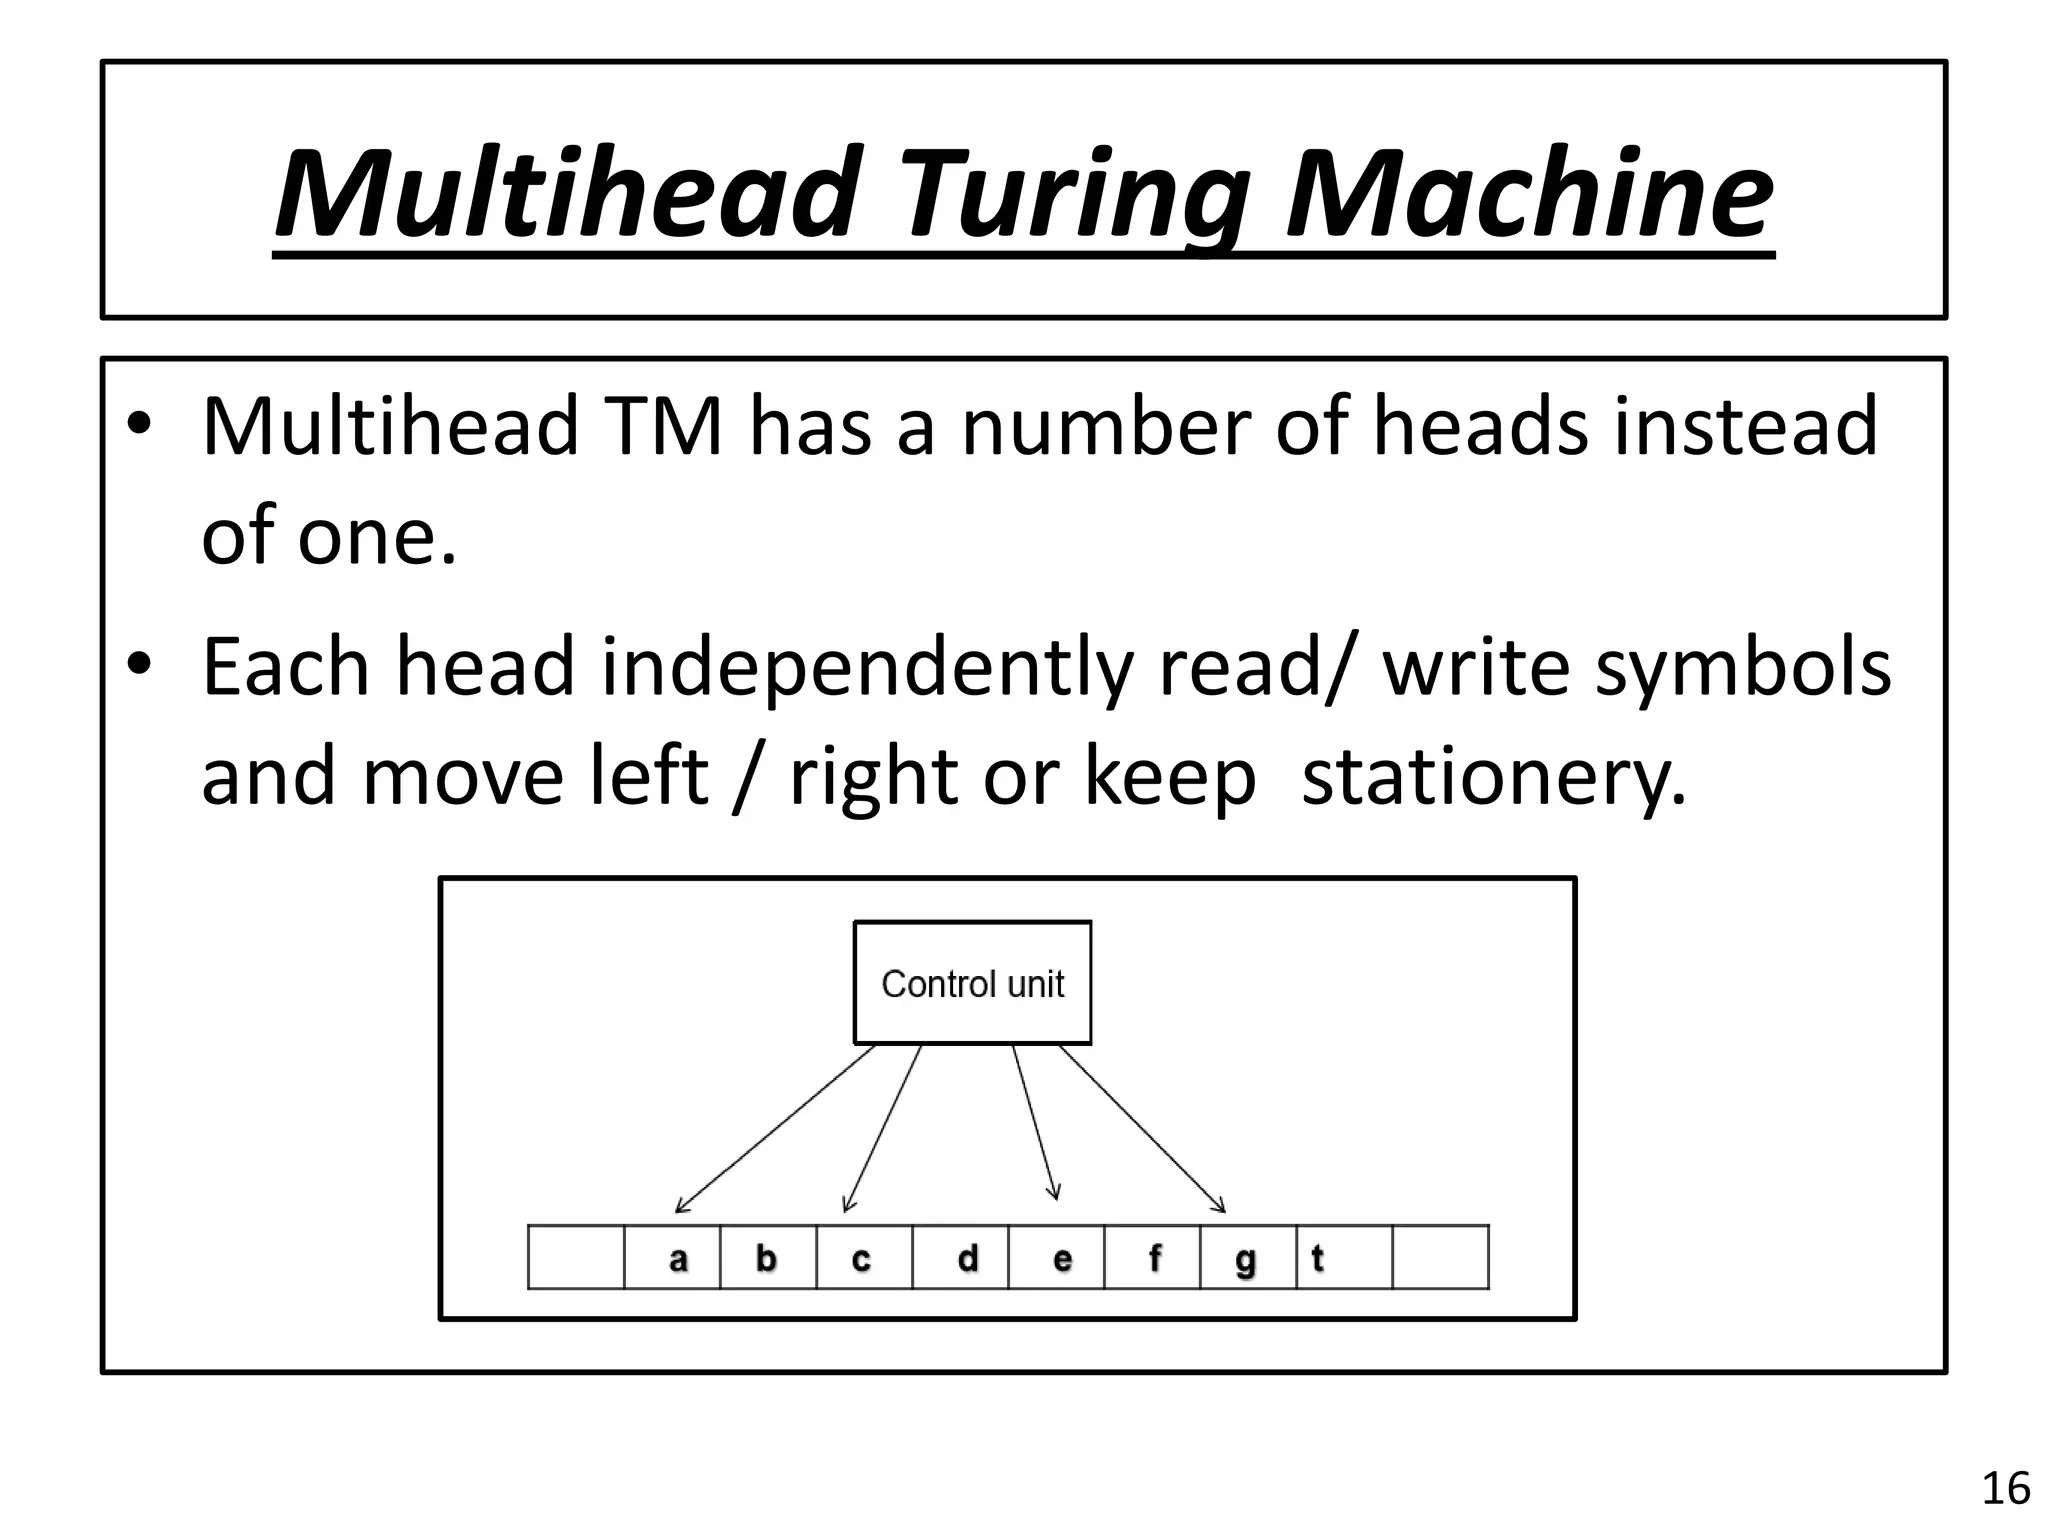 Multihead Turing Machine
• Multihead TM has a number of heads instead
of one.
• Each head independently read/ write symbols
and move left / right or keep  stationery.
Control unit
a b c d e f g t
16